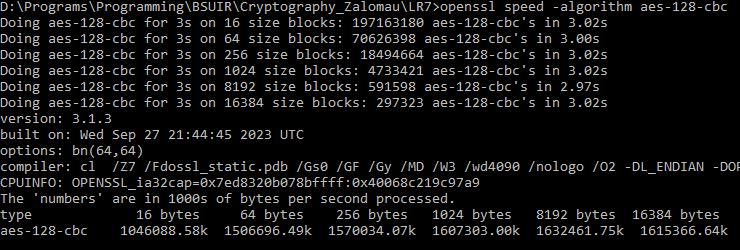 D:\Programs\Programming\BSUIR\Cryptography_Zalomau\LR7>openssl speed -algorithm aes-128-cbc
Doing aes-128-cbc for 3s on 16 size blocks: 197163180 aes-128-cbc's in 3.02s
Doing aes-128-cbc for 3s on 64 size blocks: 70626398 aes-128-cbc's in 3.00s
Doing aes-128-cbc for 3s on 256 size blocks: 18494664 aes-128-cbc's in 3.02s
Doing aes-128-cbc for 3s on 1024 size blocks: 4733421 aes-128-cbc's in 3.02s
Doing aes-128-cbc for 3s on 8192 size blocks: 591598 aes-128-cbc's in 2.97s
Doing aes-128-cbc for 3s on 16384 size blocks: 297323 aes-128-cbc's in 3.02s
version: 3.1.3
built on: Wed Sep 27 21:44:45 2023 UTC
options: bn(64,64)
compiler: cl  /Z7 /Fdossl_static.pdb /Gs0 /GF /Gy /MD /W3 /wd4090 /nologo /O2 -DL_ENDIAN -DOP
CPUINFO: OPENSSL_ia32cap=0x7ed8320b078bffff:0x40068c219c97a9
The 'numbers' are in 1000s of bytes per second processed.
type             16 bytes     64 bytes    256 bytes   1024 bytes   8192 bytes  16384 bytes
aes-128-cbc    1046088.58k  1506696.49k  1570034.07k  1607303.00k  1632461.75k  1615366.64k